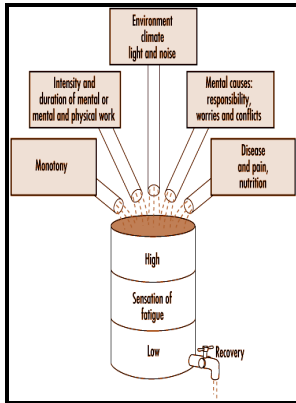 Environment
climate
light and noise
Intensity and
duration of mental or
mental and physical work
Mental causes:
responsibility,
worries and conflicts
Monotony
Disease
and pain,
nutrition
High
Sensation of
fatigue
Low
Recovery